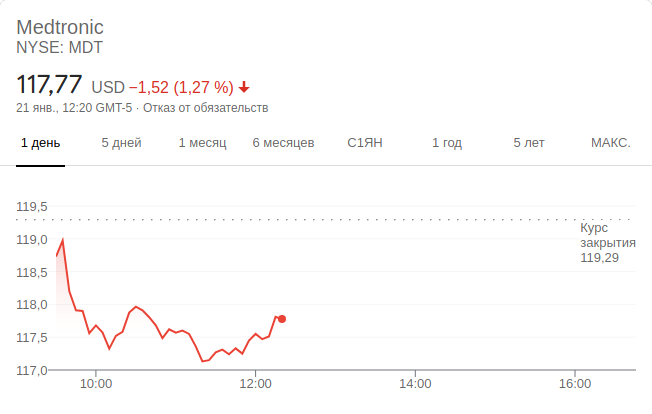 Medtronic
NYSE: MDT
117,77 USD −1,52 (1,27 %)
21 янв., 12:20 GMT-5 · Отказ от обязательств
1 день 5 дней 1 месяц 6 месяцев С1ЯН 1 год 5 лет МАКС.
119,5
Курс
119,0 закрытия
119,29
118,5
118,0
117,5
117,0
10:00 12:00 14:00 16:00